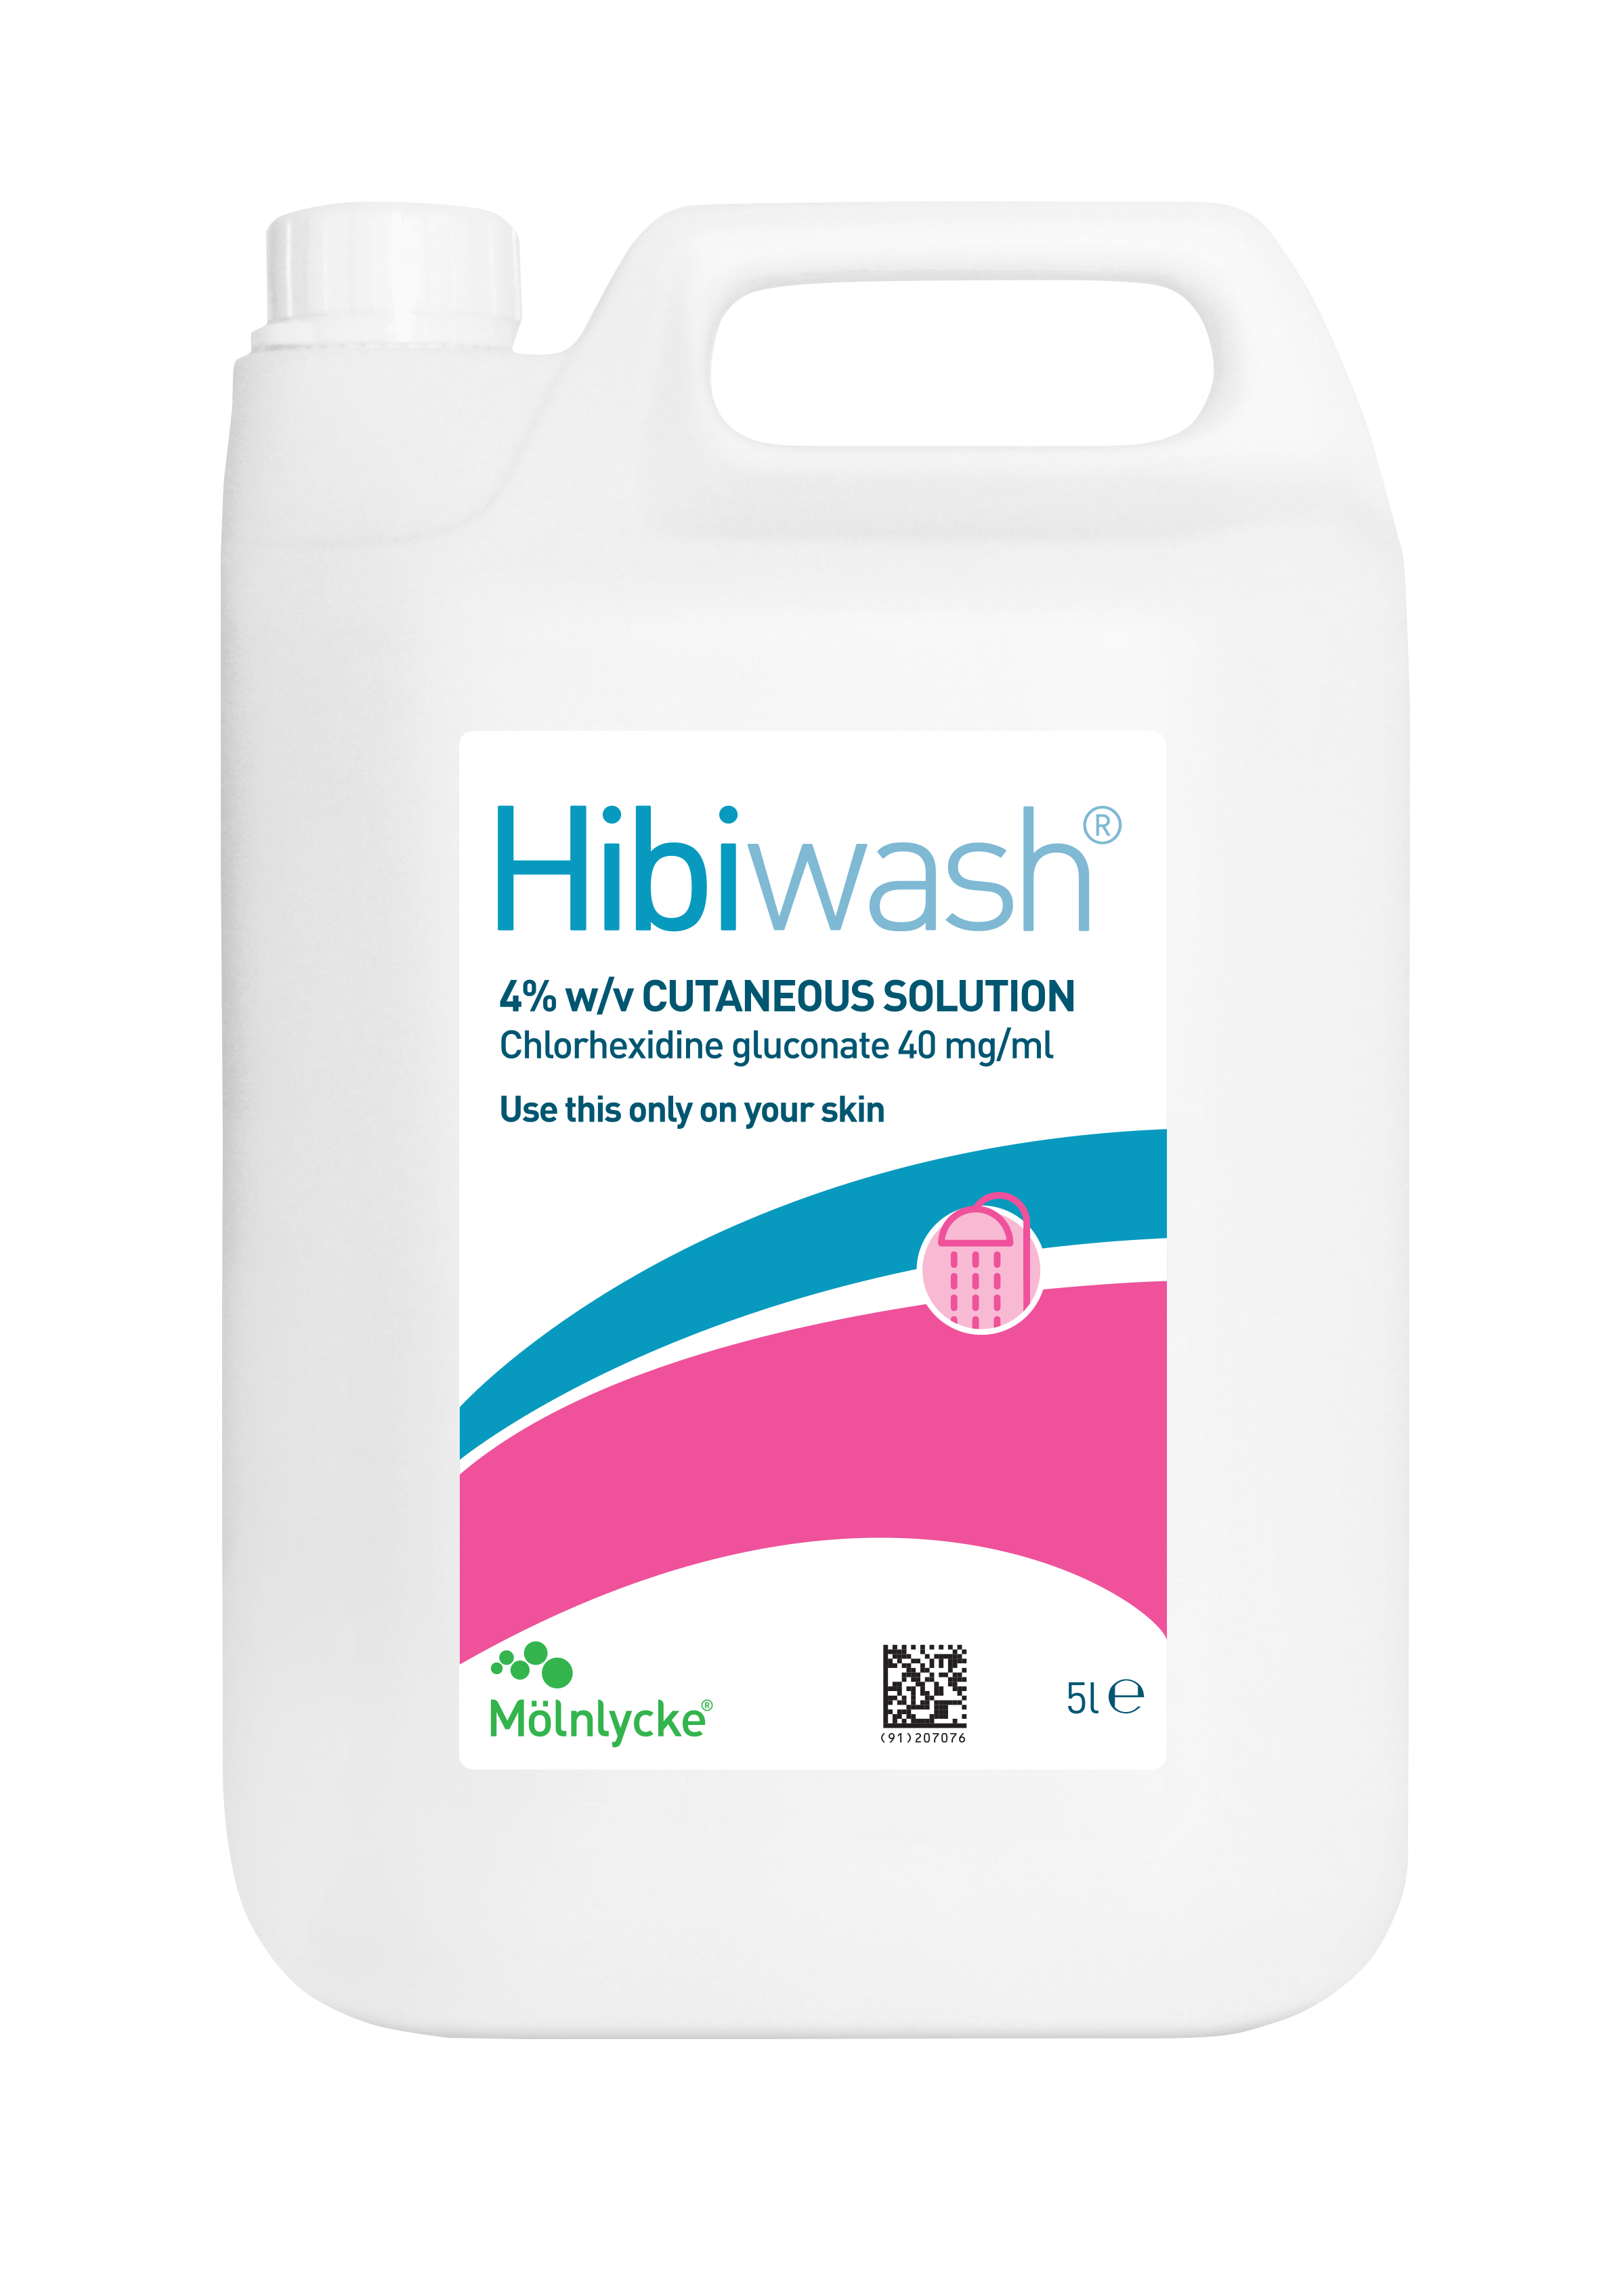 Hibiwash®
4% w/v CUTANEOUS SOLUTION
Chlorhexidine gluconate 40 mg/ml
Use this only on your skin
Mölnlycke®
(91)207076
5l ℮